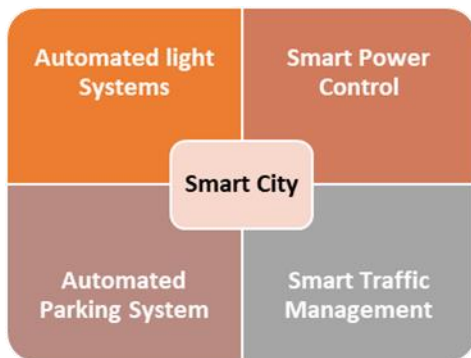 Automated light
Systems
Smart Power
Control
Smart City
Automated
Parking System
Smart Traffic
Management